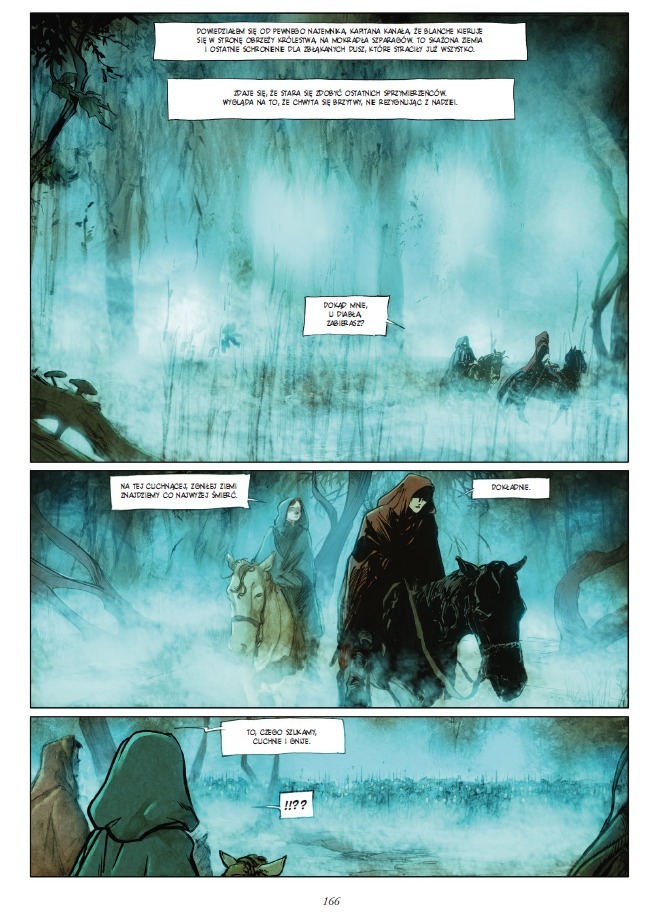 DOWIEDZIAŁEM SIĘ OD PEWNEGO NAJEMNIKA, KAPITANA KANAŁA, ŻE BLANCHE KIERUJE
SIĘ W STRONĘ OBRZEŻY KRÓLESTWA, NA MOKRADŁA SZPARAGÓW. TO SKAŻONA ZIEMIA
I OSTATNIE SCHRONIENIE DLA ZBŁĄKANYCH DUSZ, KTÓRE STRACIŁY JUŻ WSZYSTKO.
ZDAJE SIĘ, ŻE STARA SIĘ ZDOBYĆ OSTATNICH SPRZYMIERZEŃCÓW.
WYGLĄDA NA TO, ŻE CHWYTA SIĘ BRZYTWY, NIE REZYGNUJĄC Z NADZIEI.
DOKĄD MNIE,
U DIABŁA,
ZABIERASZ?
NA TEJ CUCHNĄCEJ, ZGNIŁEJ ZIEMI
ZNAJDZIEMY CO NAJWYŻEJ ŚMIERĆ.
DOKŁADNIE.
TO, CZEGO SZUKAMY,
CUCHNIE I GNIJE.
!!??
166